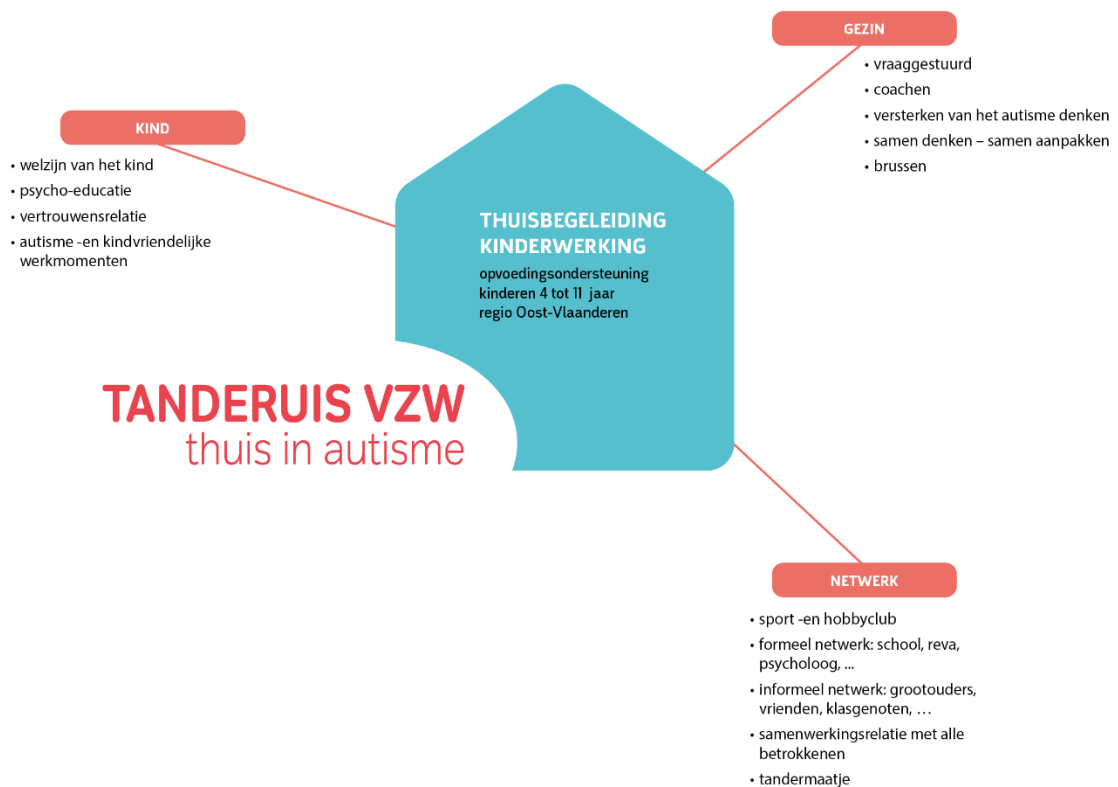 GEZIN
• vraaggestuurd
• coachen
• versterken van het autisme denken
• samen denken – samen aanpakken
• brussen
KIND
• welzijn van het kind
• psycho-educatie
• vertrouwensrelatie
• autisme -en kindvriendelijke
werkmomenten
THUISBEGELEIDING
KINDERWERKING
opvoedingsondersteuning
kinderen 4 tot 11 jaar
regio Oost-Vlaanderen
TANDERUIS VZW
thuis in autisme
NETWERK
• sport -en hobbyclub
• formeel netwerk: school, reva,
psycholoog, ...
• informeel netwerk: grootouders,
vrienden, klasgenoten, …
• samenwerkingsrelatie met alle
betrokkenen
• tandermaatje